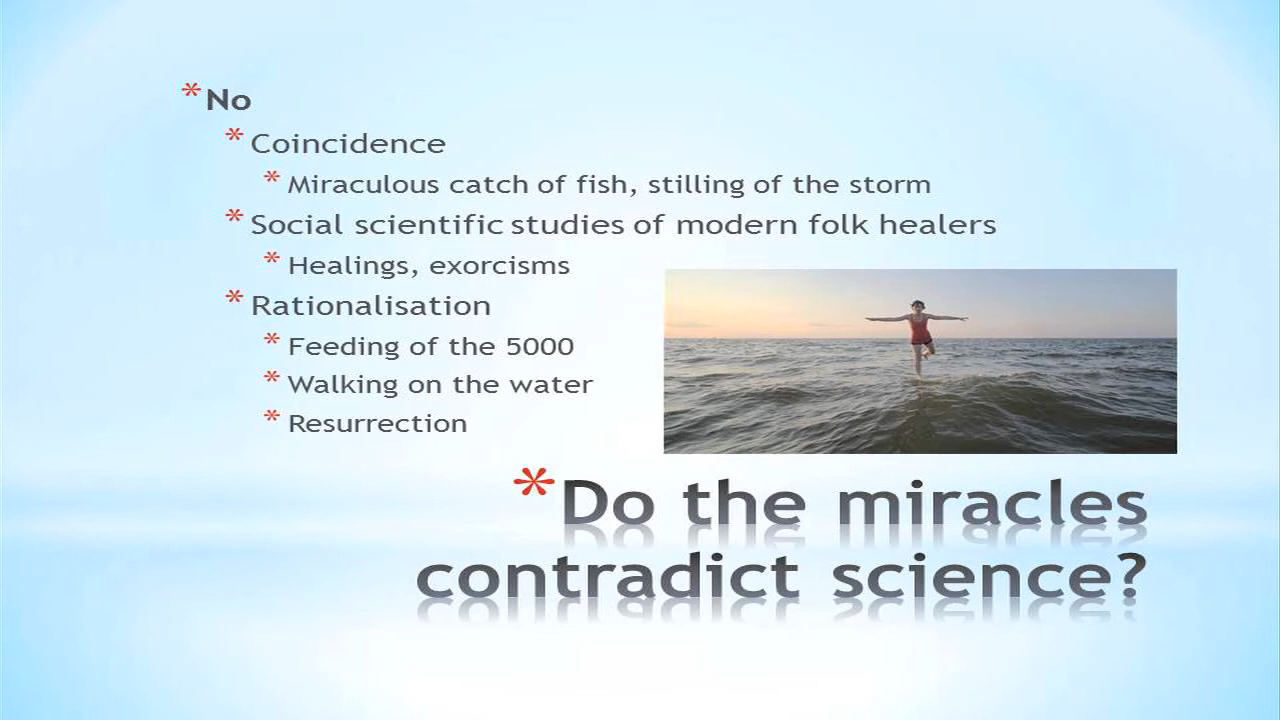 * No
* Coincidence
* Miraculous catch of fish, stilling of the storm
* Social scientific studies of modern folk healers
* Healings, exorcisms
* Rationalisation
* Feeding of the 5000
* Walking on the water
* Resurrection
* Do the miracles
contradict science?